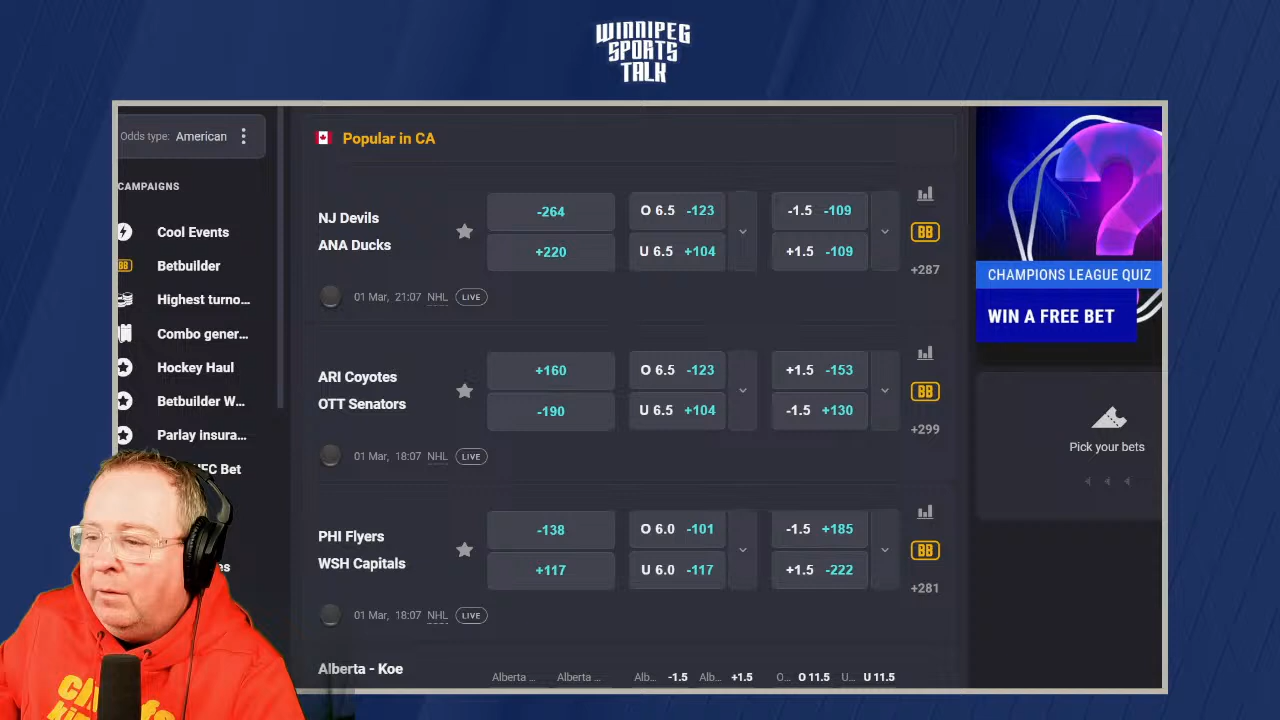 WINNIPEG
SPORTS
TALK
Odds type: American
CAMPAIGNS
Cool Events
BB Betbuilder
Highest turno...
Combo gener...
Hockey Haul
Betbuilder W...
Parlay insura...
Bet
Popular in CA
NJ Devils
ANA Ducks
-264
+220
O 6.5 -123
U 6.5 +104
-1.5 -109
+1.5 -109
BB
+287
01 Mar, 21:07 NHL LIVE
ARI Coyotes
OTT Senators
+160
-190
O 6.5 -123
U 6.5 +104
+1.5 -153
-1.5 +130
BB
+299
01 Mar, 18:07 NHL LIVE
PHI Flyers
WSH Capitals
-138
+117
O 6.0 -101
U 6.0 -117
-1.5 +185
+1.5 -222
BB
+281
01 Mar, 18:07 NHL LIVE
Alberta - Koe
Alberta ... Alberta ... Alb... -1.5 Alb... +1.5 O... O 11.5 U... U 11.5
?
CHAMPIONS LEAGUE QUIZ
WIN A FREE BET
Pick your bets